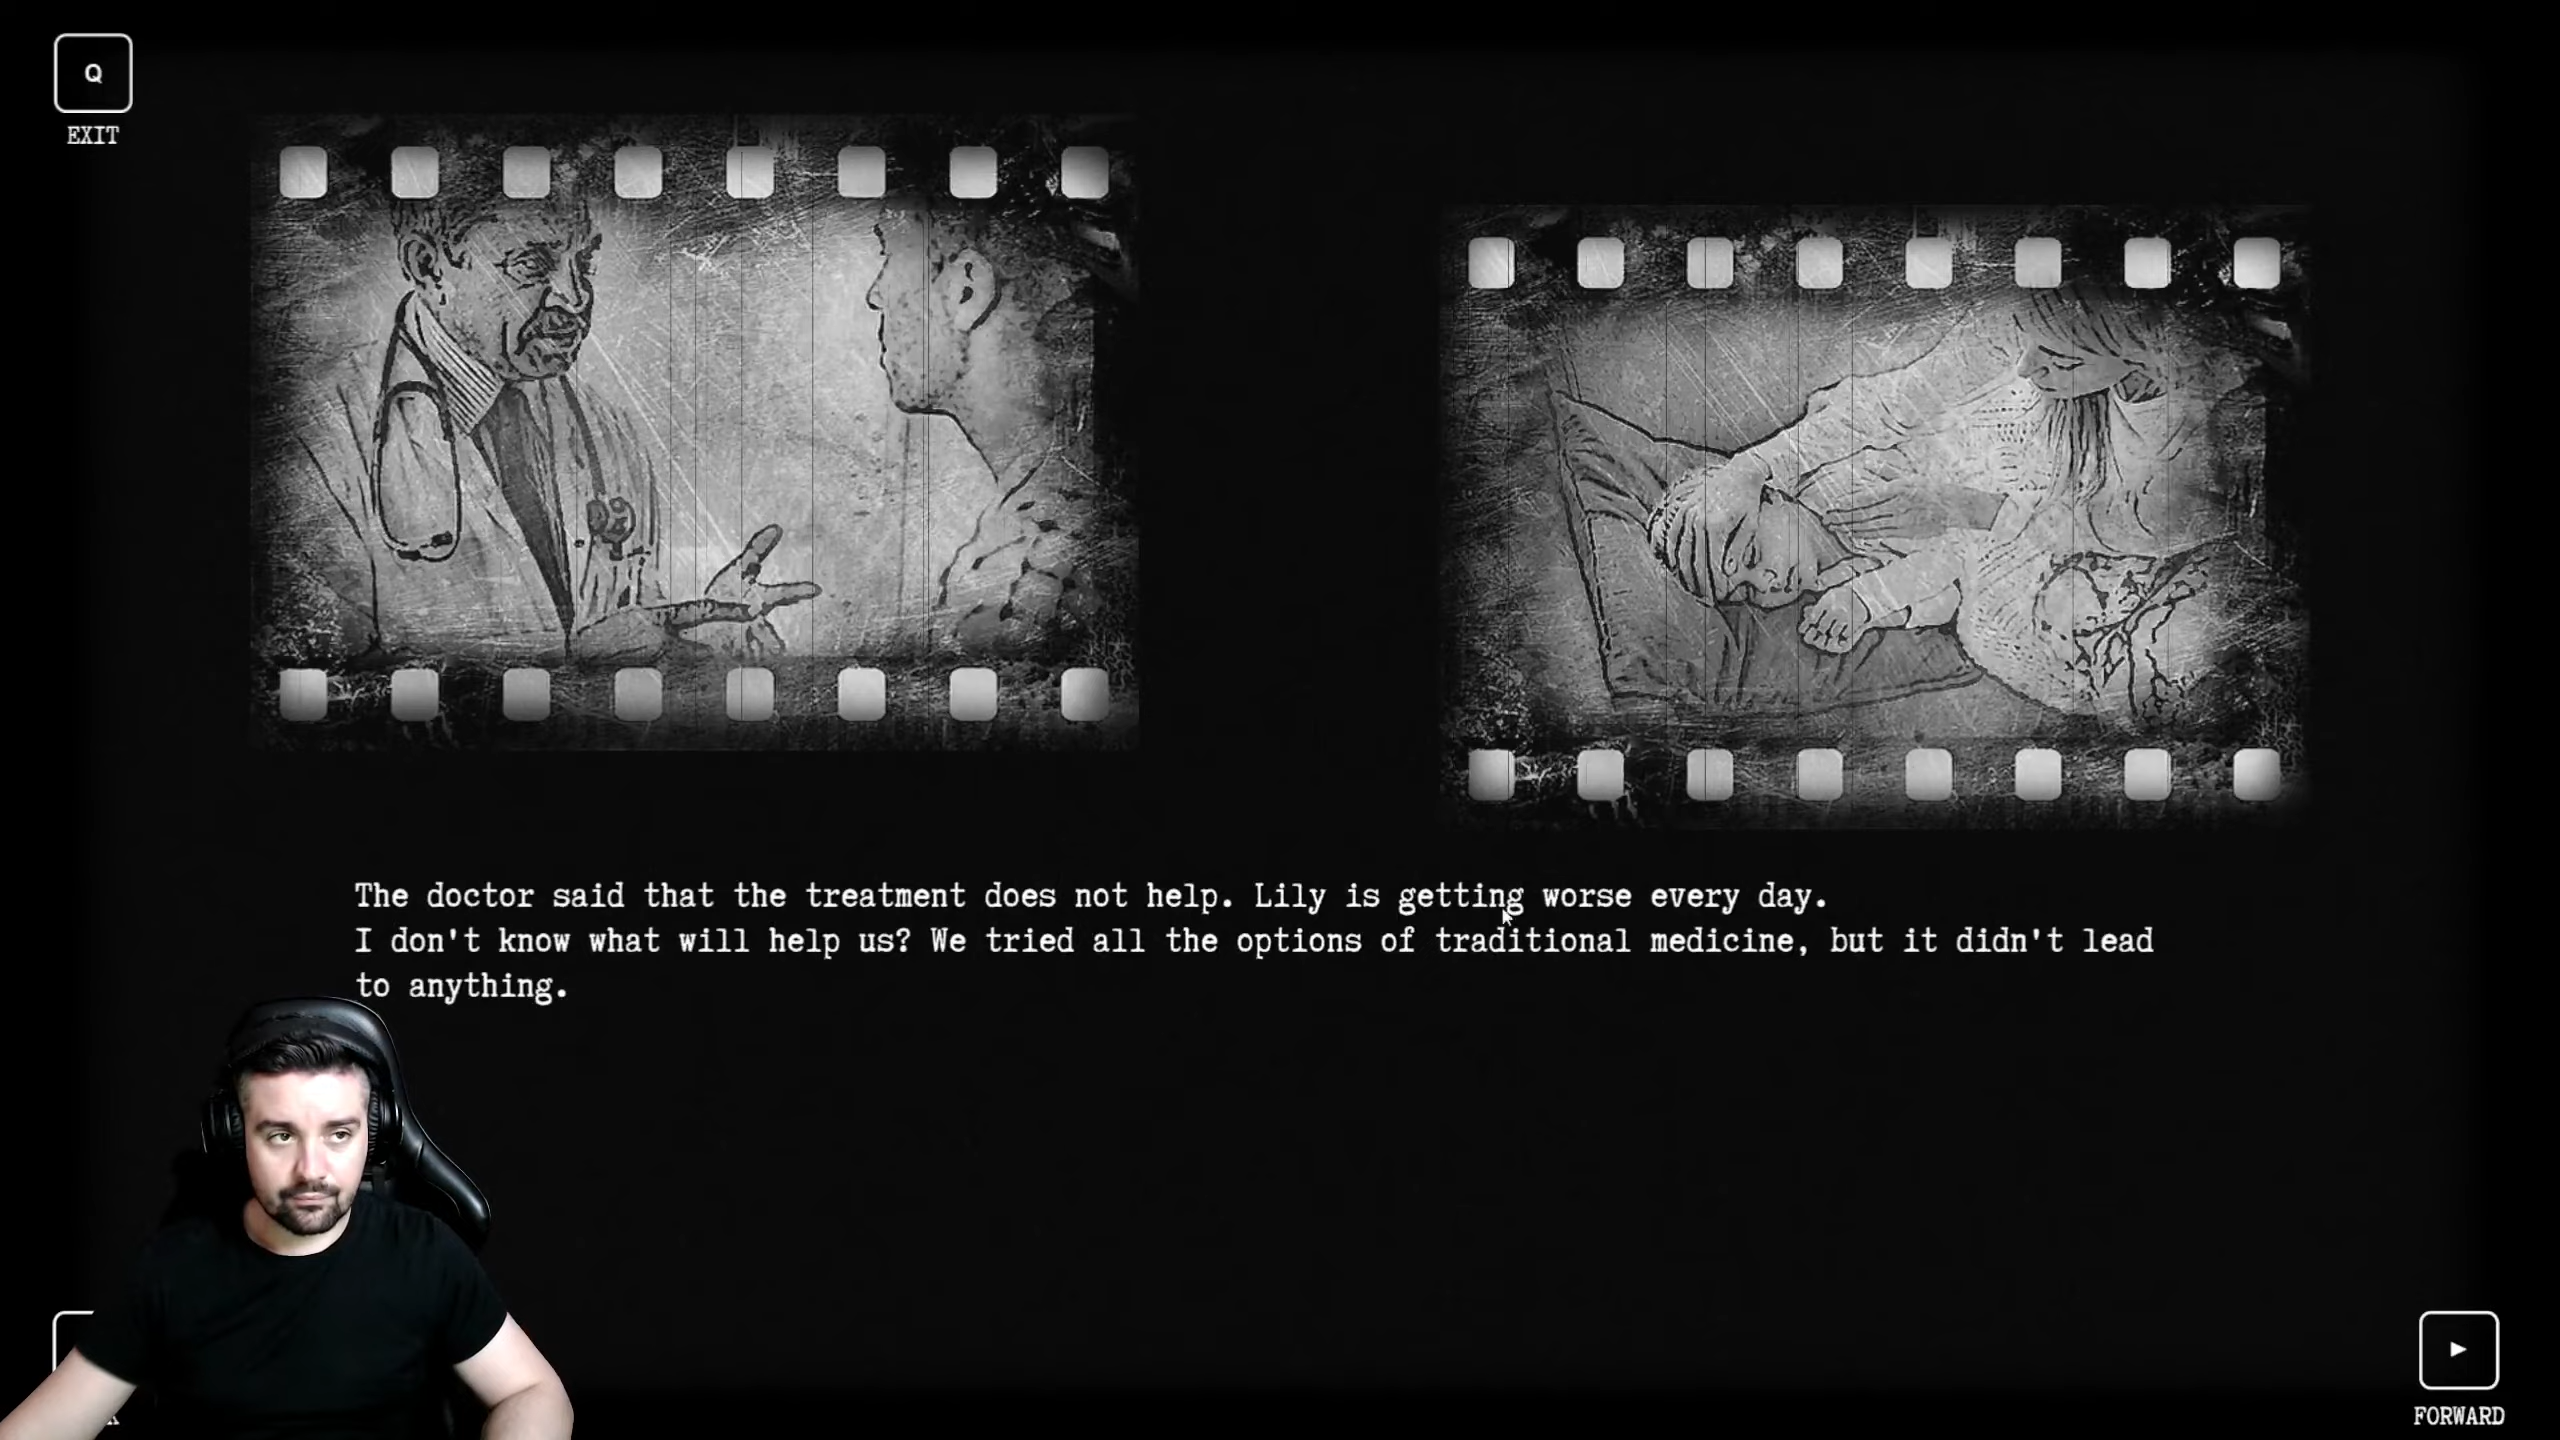 Q
EXIT
The doctor said that the treatment does not help. Lily is getting worse every day.
I don't know what will help us? We tried all the options of traditional medicine, but it didn't lead
to anything.
FORWARD